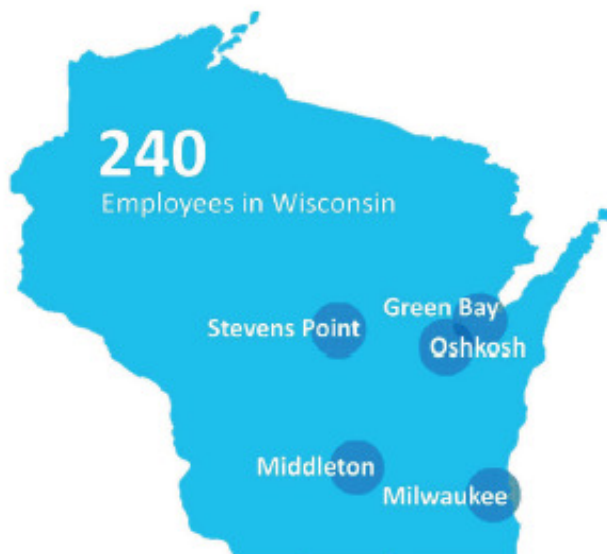 240
Employees in Wisconsin
Green Bay
Stevens Point
Oshkosh
Middleton
Milwaukee